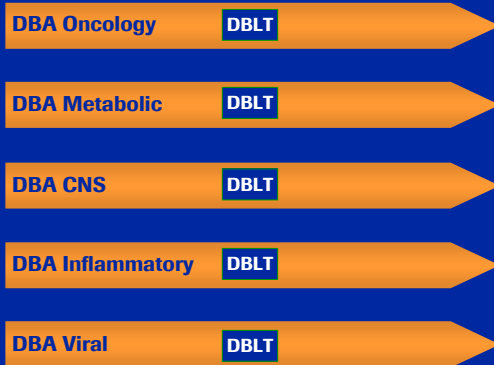 DBA Oncology DBLT
DBA Metabolic DBLT
DBA CNS DBLT
DBA Inflammatory DBLT
DBA Viral DBLT